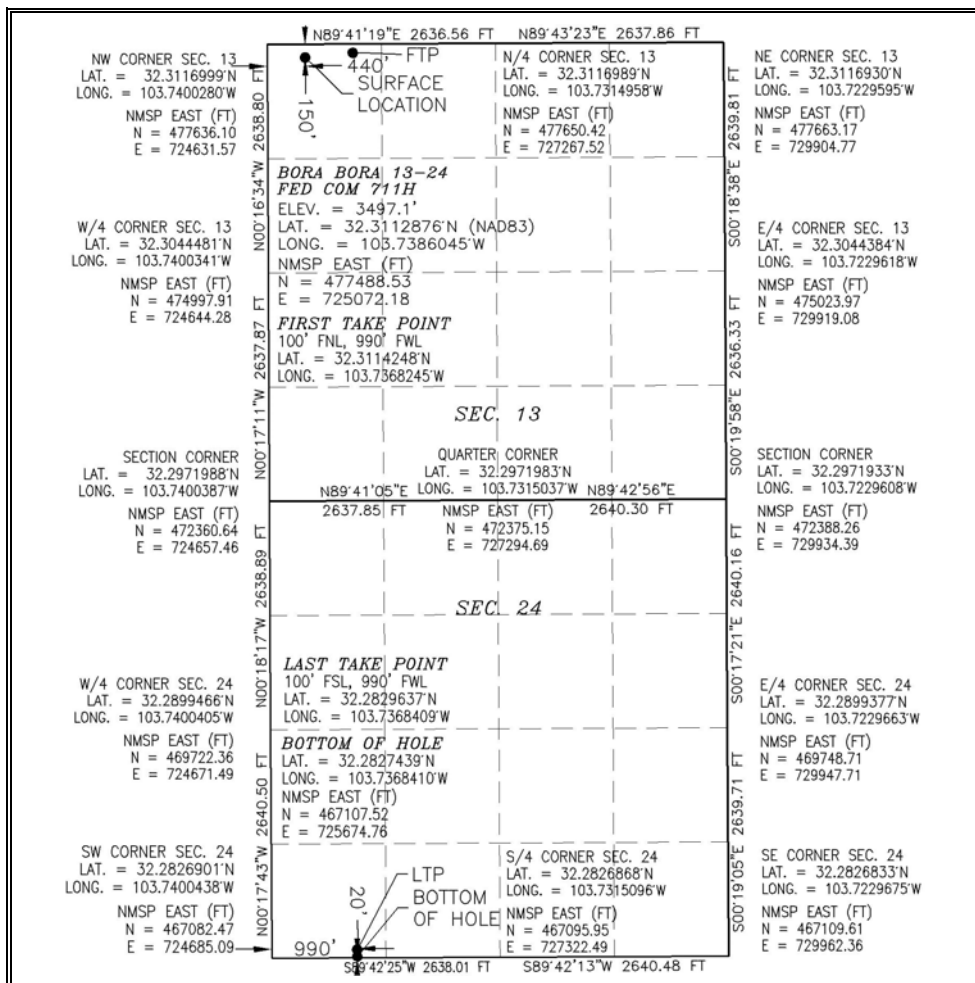 N89°41'19"E 2636.56 FT
N89°43'23"E 2637.86 FT
NW CORNER SEC. 13
LAT. = 32.3116999°N
LONG. = 103.7400280°W
NMSP EAST (FT)
N = 477636.10
E = 724631.57
FTP
440'
SURFACE
LOCATION
150'
N/4 CORNER SEC. 13
LAT. = 32.3116989°N
LONG. = 103.7314958°W
NMSP EAST (FT)
N = 477650.42
E = 727267.52
NE CORNER SEC. 13
LAT. = 32.3116930°N
LONG. = 103.7229595°W
NMSP EAST (FT)
N = 477663.17
E = 729904.77
N00°16'34"W 2638.80 FT
S00°18'38"E 2639.81 FT
BORA BORA 13-24
FED COM 711H
ELEV. = 3497.1'
LAT. = 32.3112876°N (NAD83)
LONG. = 103.7386045°W
NMSP EAST (FT)
N = 477488.53
E = 725072.18
W/4 CORNER SEC. 13
LAT. = 32.3044481°N
LONG. = 103.7400341°W
NMSP EAST (FT)
N = 474997.91
E = 724644.28
E/4 CORNER SEC. 13
LAT. = 32.3044384°N
LONG. = 103.7229618°W
NMSP EAST (FT)
N = 475023.97
E = 729919.08
FIRST TAKE POINT
100' FNL, 990' FWL
LAT. = 32.3114248°N
LONG. = 103.7368245°W
N00°17'11"W 2637.87 FT
S00°19'58"E 2636.33 FT
SEC. 13
SECTION CORNER
LAT. = 32.2971988°N
LONG. = 103.7400387°W
NMSP EAST (FT)
N = 472360.64
E = 724657.46
QUARTER CORNER
LAT. = 32.2971983°N
LONG. = 103.7315037°W
N89°41'05"E
2637.85 FT
N89°42'56"E
2640.30 FT
NMSP EAST (FT)
N = 472375.15
E = 727294.69
SECTION CORNER
LAT. = 32.2971933°N
LONG. = 103.7229608°W
NMSP EAST (FT)
N = 472388.26
E = 729934.39
N00°18'17"W 2638.89 FT
S00°17'21"E 2640.16 FT
SEC. 24
LAST TAKE POINT
100' FSL, 990' FWL
LAT. = 32.2829637°N
LONG. = 103.7368409°W
W/4 CORNER SEC. 24
LAT. = 32.2899466°N
LONG. = 103.7400405°W
NMSP EAST (FT)
N = 469722.36
E = 724671.49
E/4 CORNER SEC. 24
LAT. = 32.2899377°N
LONG. = 103.7229663°W
NMSP EAST (FT)
N = 469748.71
E = 729947.71
BOTTOM OF HOLE
LAT. = 32.2827439°N
LONG. = 103.7368410°W
NMSP EAST (FT)
N = 467107.52
E = 725674.76
N00°17'43"W 2640.50 FT
S00°19'05"E 2639.71 FT
SW CORNER SEC. 24
LAT. = 32.2826901°N
LONG. = 103.7400438°W
NMSP EAST (FT)
N = 467082.47
E = 724685.09
LTP
BOTTOM
OF HOLE
20'
990'
S/4 CORNER SEC. 24
LAT. = 32.2826868°N
LONG. = 103.7315096°W
NMSP EAST (FT)
N = 467095.95
E = 727322.49
SE CORNER SEC. 24
LAT. = 32.2826833°N
LONG. = 103.7229675°W
NMSP EAST (FT)
N = 467109.61
E = 729962.36
S89°42'25"W 2638.01 FT
S89°42'13"W 2640.48 FT